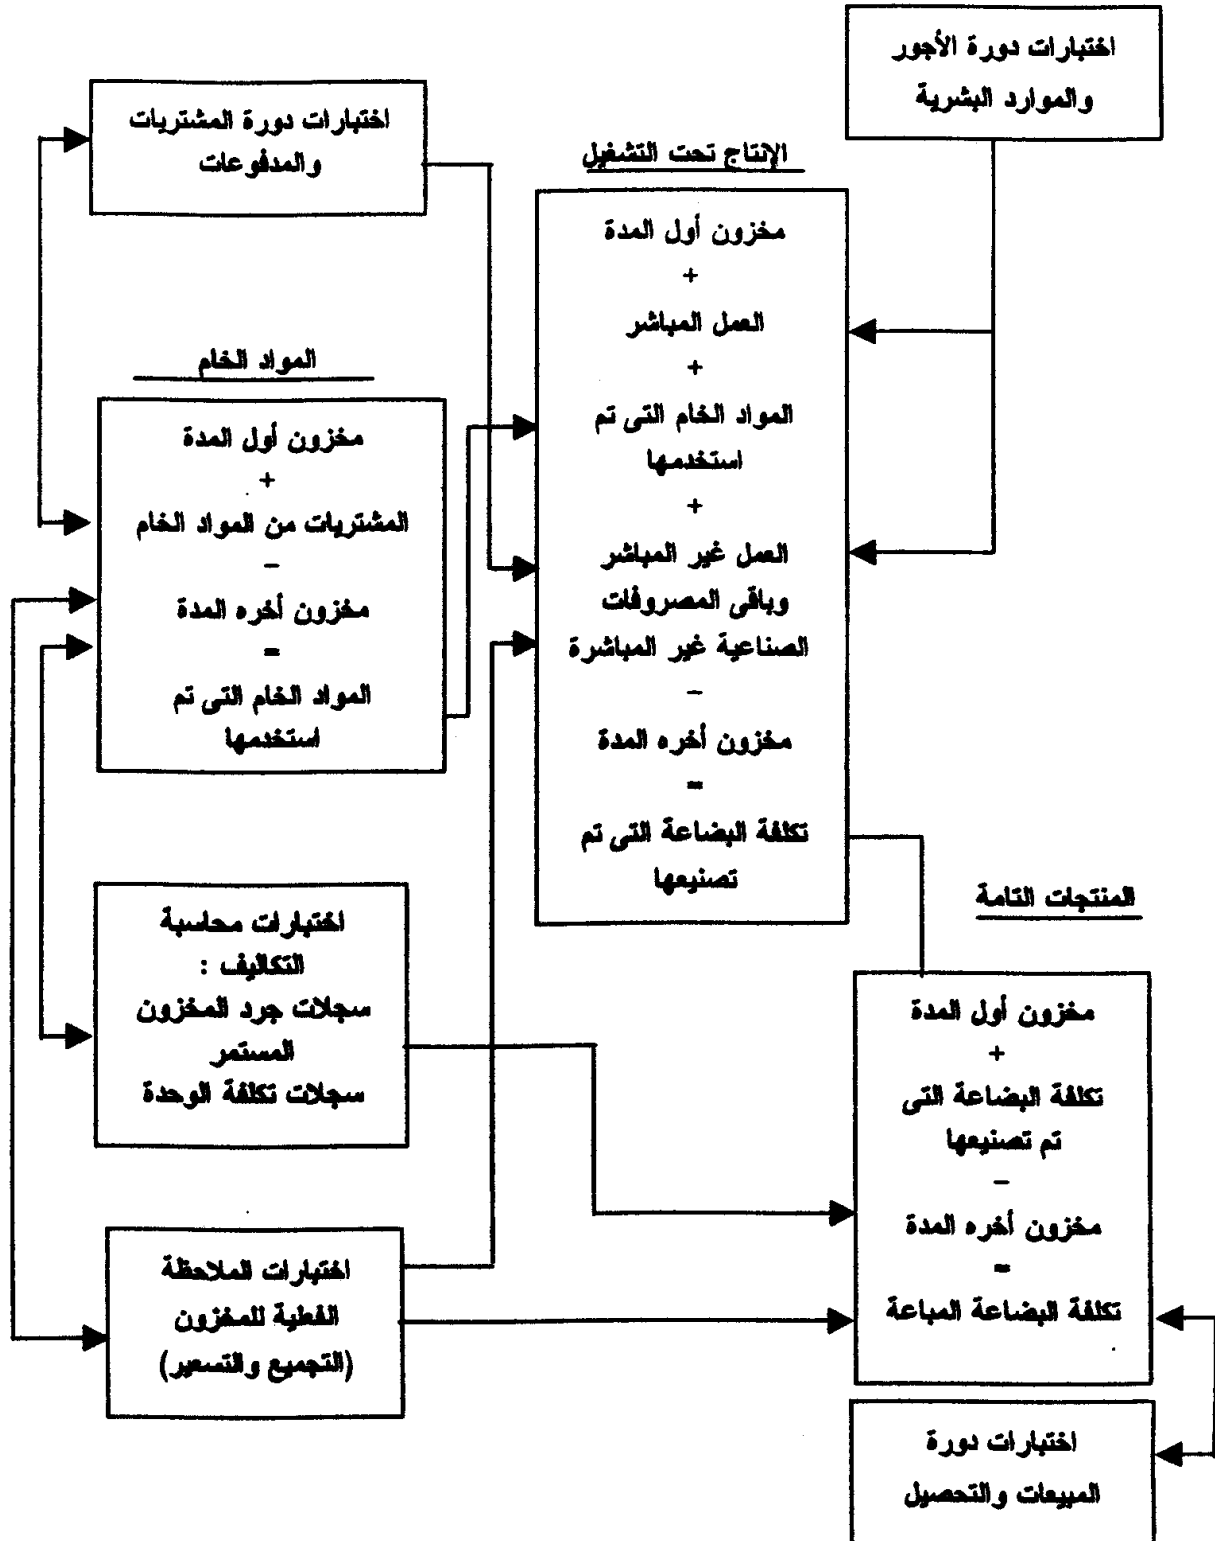 اختبارات دورة الأجور
والموارد البشرية
اختبارات دورة المشتريات
والمدفوعات
الإنتاج تحت التشغيل
مخزون أول المدة
+
العمل المباشر
+
المواد الخام التى تم
استخدمها
+
العمل غير المباشر
وباقى المصروفات
الصناعية غير المباشرة
–
مخزون أخره المدة
=
تكلفة البضاعة التى تم
تصنيعها
المواد الخام
مخزون أول المدة
+
المشتريات من المواد الخام
–
مخزون أخره المدة
=
المواد الخام التى تم
استخدمها
اختبارات محاسبة
التكاليف :
سجلات جرد المخزون
المستمر
سجلات تكلفة الوحدة
المنتجات التامة
مخزون أول المدة
+
تكلفة البضاعة التى
تم تصنيعها
–
مخزون أخره المدة
=
تكلفة البضاعة المباعة
اختبارات الملاحظة
الفعلية للمخزون
(التجميع والتسعير)
اختبارات دورة
المبيعات والتحصيل